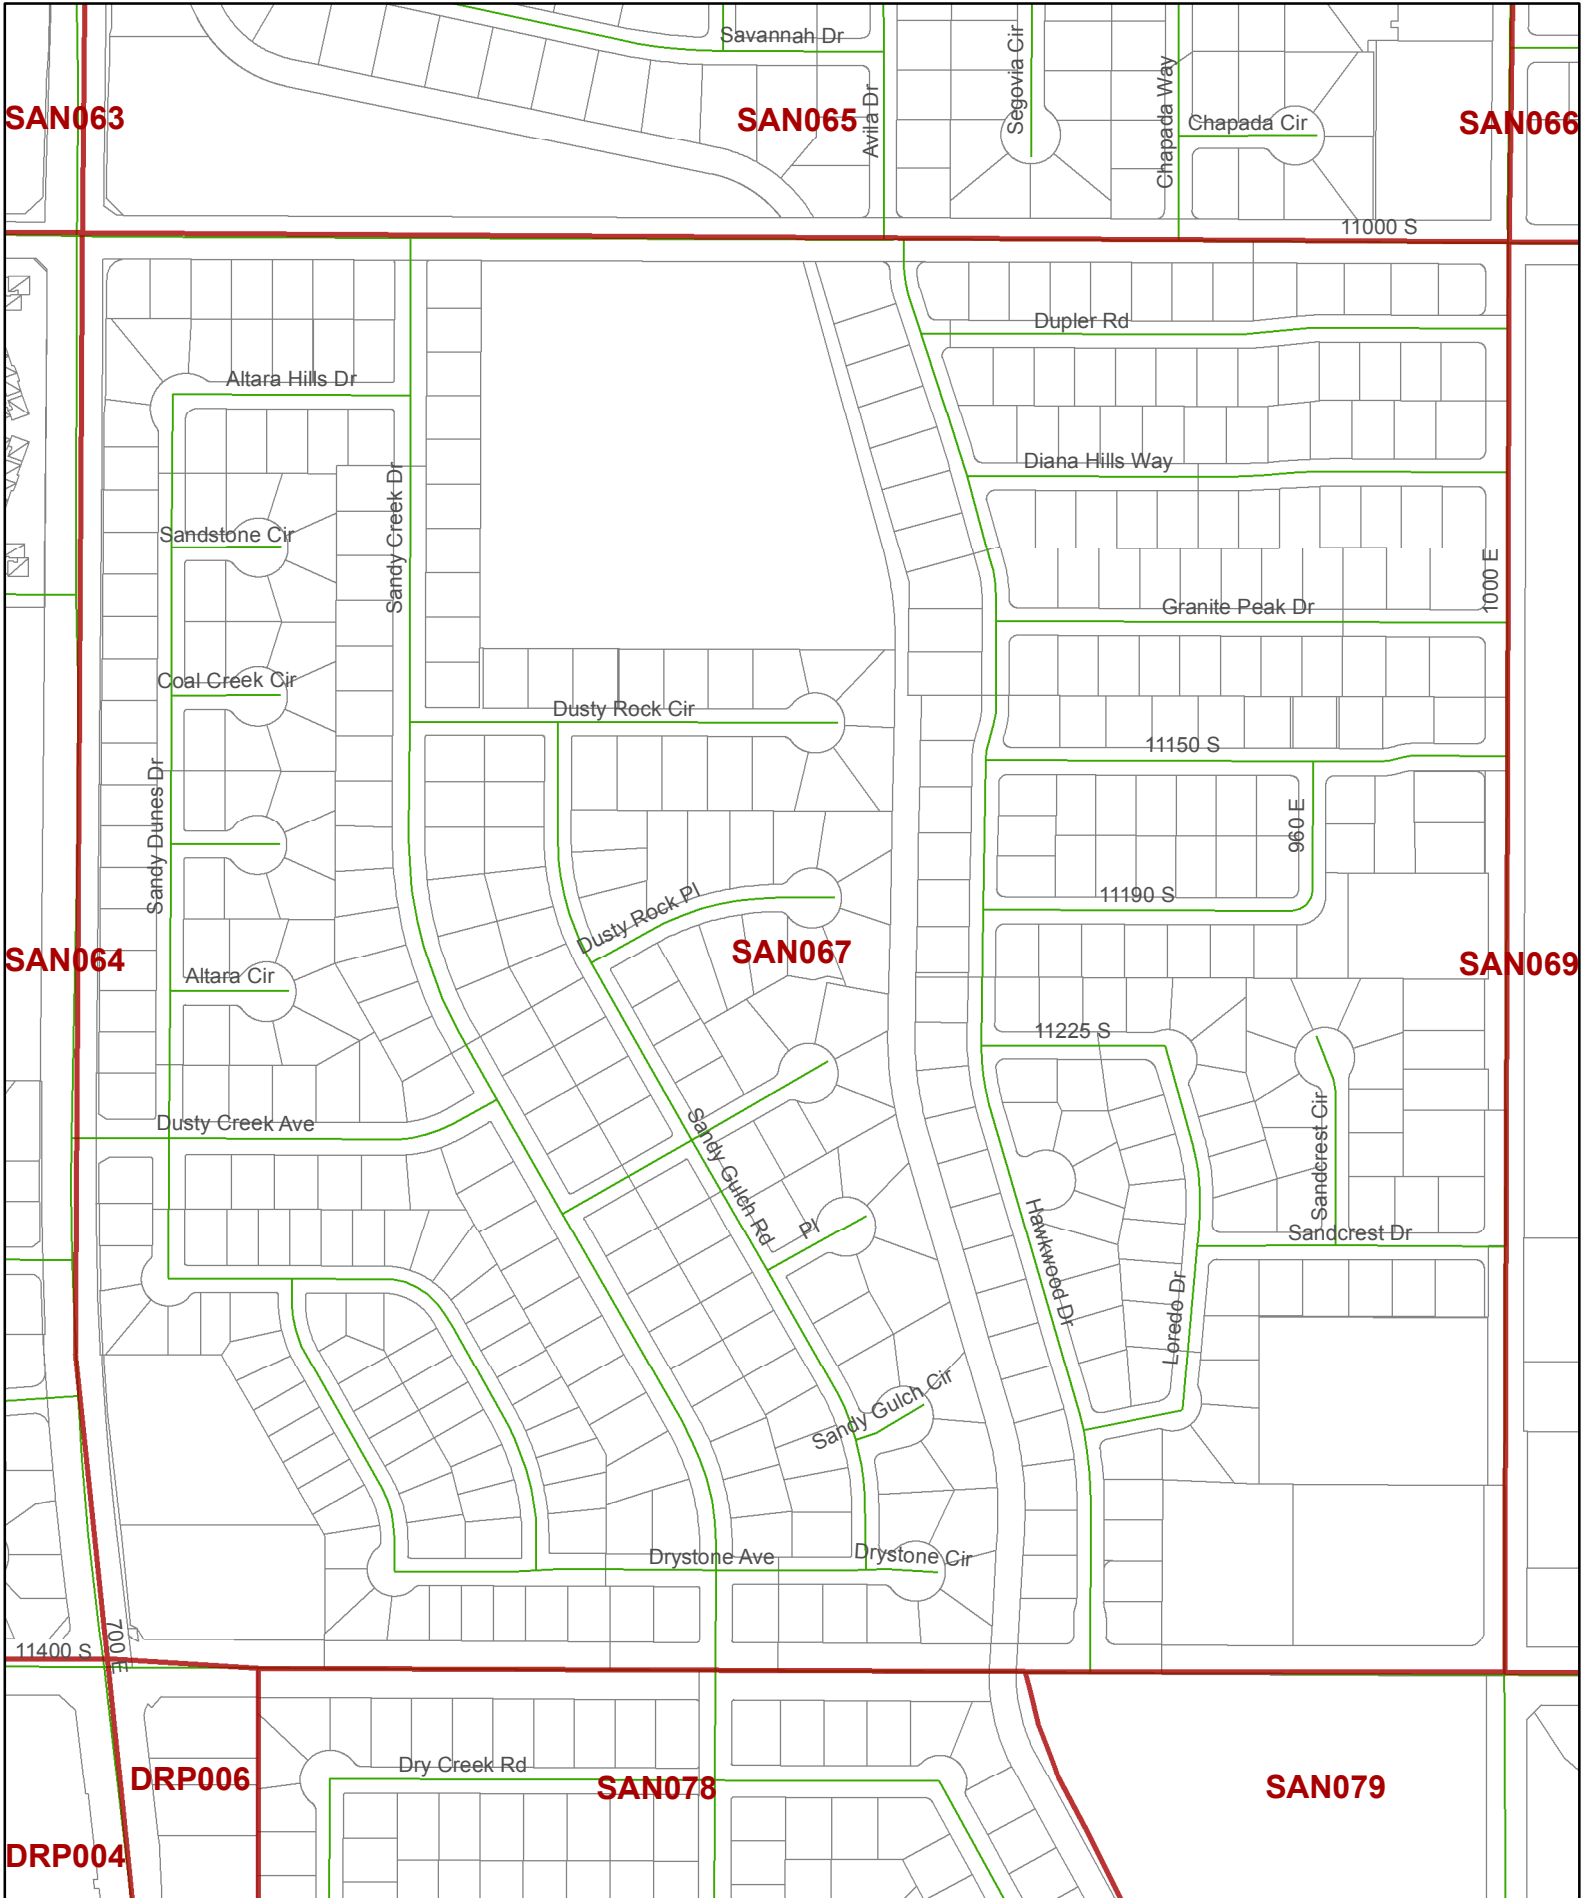 Savannah Dr
Segovia Cir
Chapada Way
Avila Dr
SAN063
SAN065
Chapada Cir
SAN066
11000 S
Dupler Rd
Altara Hills Dr
Diana Hills Way
Sandy Creek Dr
Sandstone Cir
1000 E
Granite Peak Dr
Coal Creek Cir
Dusty Rock Cir
11150 S
Sandy Dunes Dr
960 E
11190 S
Dusty Rock Pl
SAN067
SAN064
SAN069
Altara Cir
11225 S
Dusty Creek Ave
Sandy Gulch Rd
Sandcrest Cir
Pl
Hawkwood Dr
Sandcrest Dr
Loredo Dr
Sandy Gulch Cir
Drystone Ave
Drystone Cir
700 E
11400 S
Dry Creek Rd
DRP006
SAN078
SAN079
DRP004